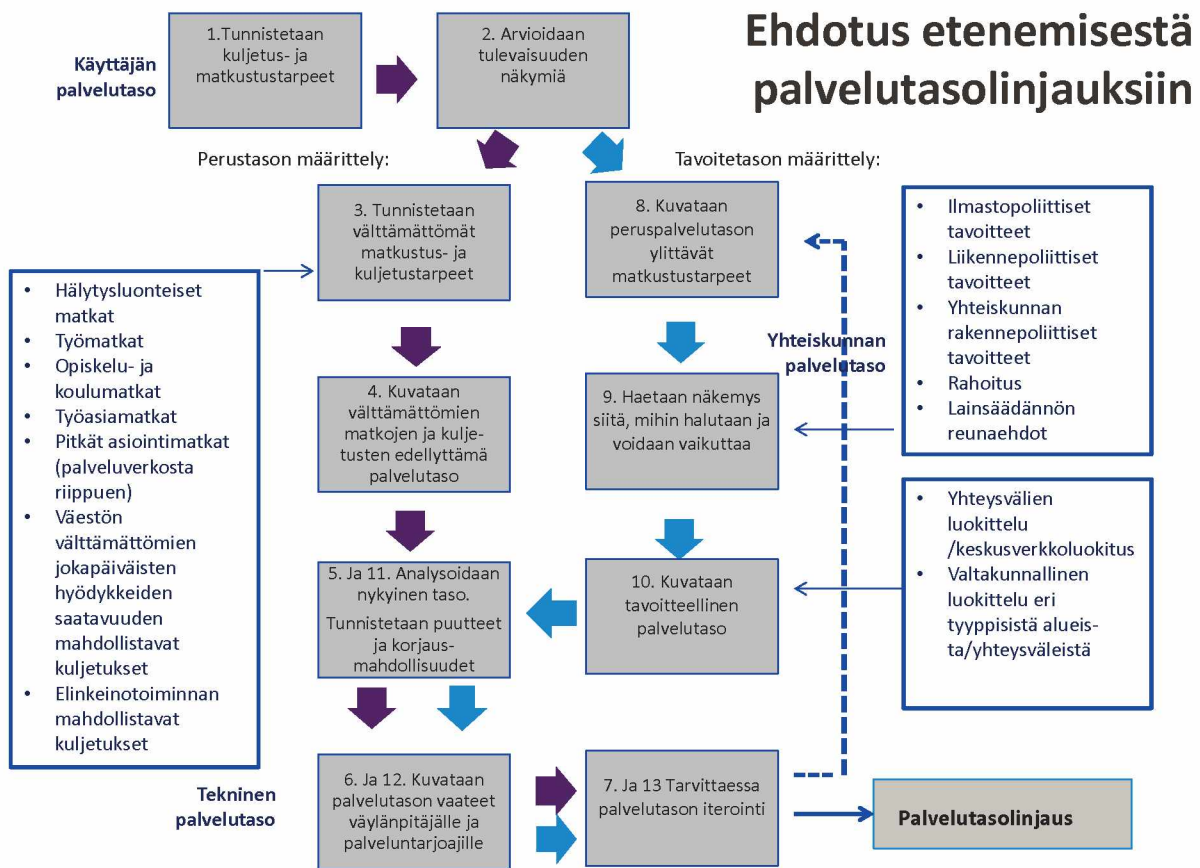 Ehdotus etenemisestä
palvelutasolinjauksiin
Käyttäjän
palvelutaso
1.Tunnistetaan
kuljetus- ja
matkustustarpeet
2. Arvioidaan
tulevaisuuden
näkymiä
Perustason määrittely:
Tavoitetason määrittely:
3. Tunnistetaan
välttämättömät
matkustus- ja
kuljetustarpeet
8. Kuvataan
peruspalvelutason
ylittävät
matkustustarpeet
• Ilmastopoliittiset
tavoitteet
• Liikennepoliittiset
tavoitteet
• Yhteiskunnan
rakennepoliittiset
tavoitteet
• Rahoitus
• Lainsäädännön
reunaehdot
• Hälytysluonteiset
matkat
• Työmatkat
• Opiskelu- ja
koulumatkat
• Työasiamatkat
• Pitkät asiointimatkat
(palveluverkosta
riippuen)
• Väestön
välttämättömien
jokapäiväisten
hyödykkeiden
saatavuuden
mahdollistavat
kuljetukset
• Elinkeinotoiminnan
mahdollistavat
kuljetukset
Yhteiskunnan
palvelutaso
4. Kuvataan
välttämättömien
matkojen ja kulje-
tusten edellyttämä
palvelutaso
9. Haetaan näkemys
siitä, mihin halutaan ja
voidaan vaikuttaa
• Yhteysvälien
luokittelu
/keskusverkkoluokitus
• Valtakunnallinen
luokittelu eri
tyyppisistä alueis-
ta/yhteysväleistä
5. Ja 11. Analysoidaan
nykyinen taso.
Tunnistetaan puutteet
ja korjaus-
mahdollisuudet
10. Kuvataan
tavoitteellinen
palvelutaso
Tekninen
palvelutaso
6. Ja 12. Kuvataan
palvelutason vaateet
väylänpitäjälle ja
palveluntarjoajille
7. Ja 13 Tarvittaessa
palvelutason iterointi
Palvelutasolinjaus